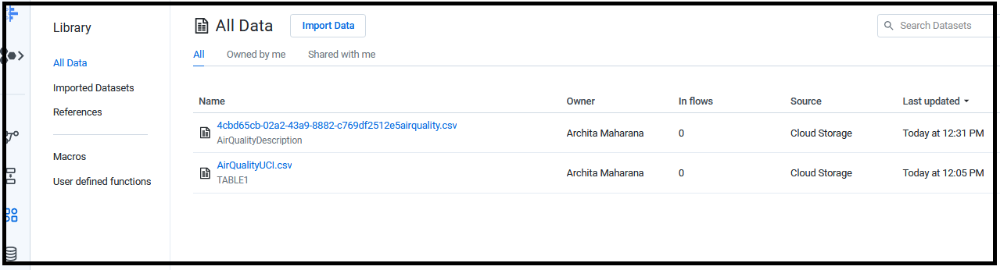 Library
All Data
Imported Datasets
References
Macros
User defined functions
All Data
Import Data
Search Datasets
All Owned by me Shared with me
Name Owner In flows Source Last updated
4cbd65cb-02a2-43a9-8882-c769df2512e5airquality.csv
AirQualityDescription
Archita Maharana 0 Cloud Storage Today at 12:31 PM
AirQualityUCI.csv
TABLE1
Archita Maharana 0 Cloud Storage Today at 12:05 PM